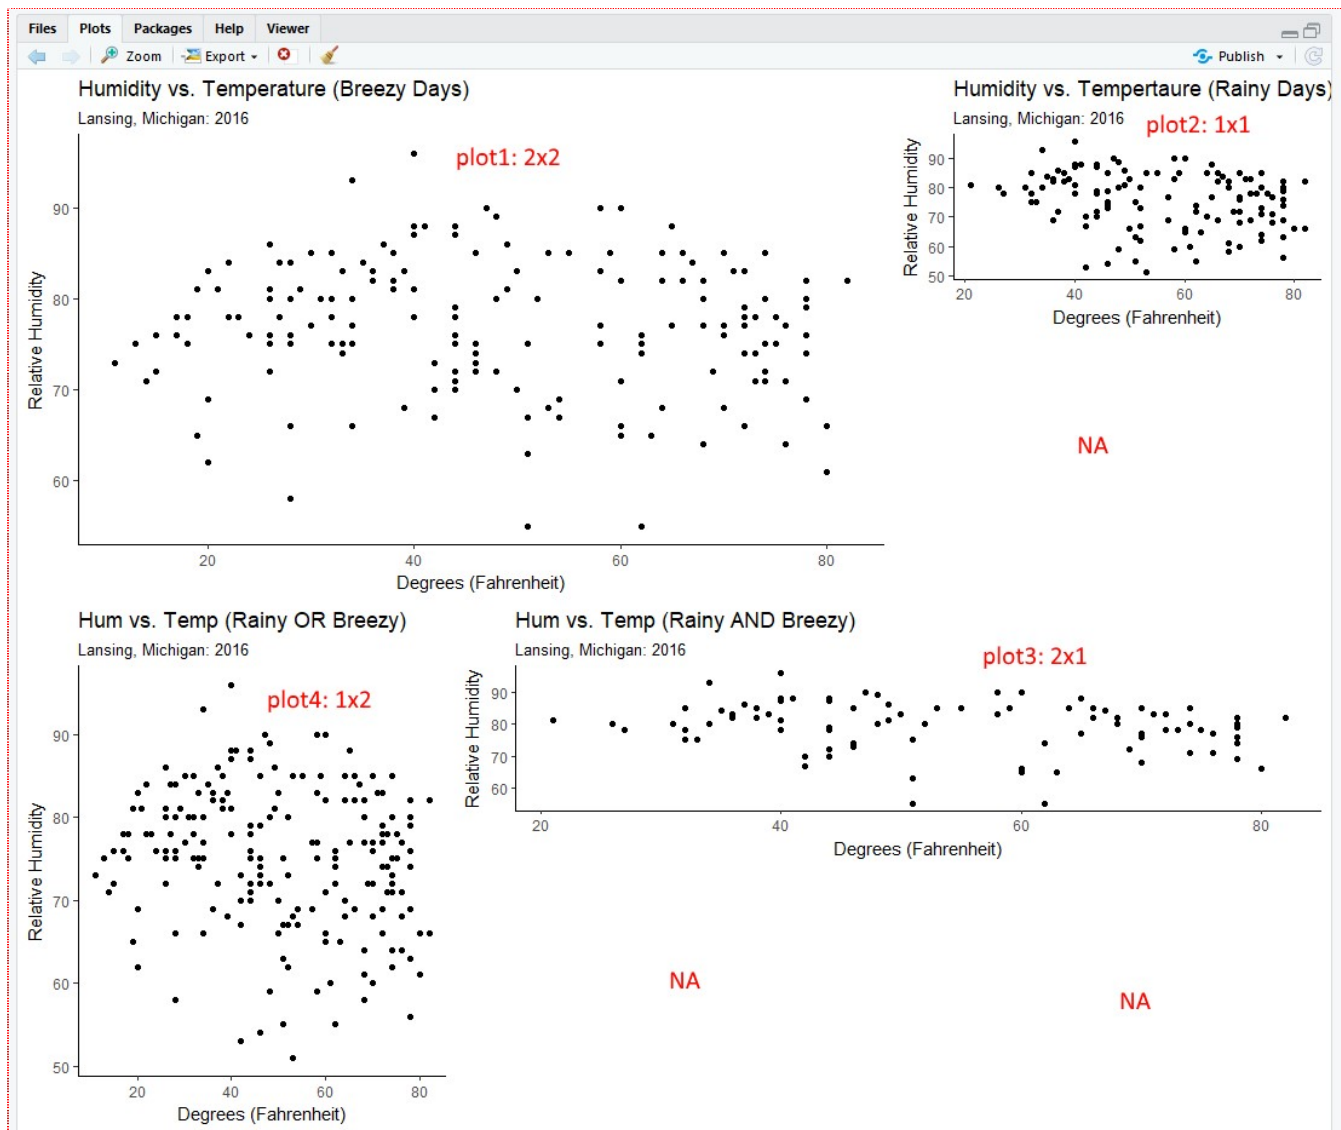 Files Plots Packages Help Viewer
Zoom Export Publish
Humidity vs. Temperature (Breezy Days)
Lansing, Michigan: 2016
plot1: 2x2
90
80
70
60
Relative Humidity
20 40 60 80
Degrees (Fahrenheit)
Humidity vs. Tempertaure (Rainy Days)
Lansing, Michigan: 2016
plot2: 1x1
90
80
70
60
50
Relative Humidity
20 40 60 80
Degrees (Fahrenheit)
NA
Hum vs. Temp (Rainy OR Breezy)
Lansing, Michigan: 2016
plot4: 1x2
90
80
70
60
50
Relative Humidity
20 40 60 80
Degrees (Fahrenheit)
Hum vs. Temp (Rainy AND Breezy)
Lansing, Michigan: 2016
plot3: 2x1
90
80
70
60
Relative Humidity
20 40 60 80
Degrees (Fahrenheit)
NA
NA